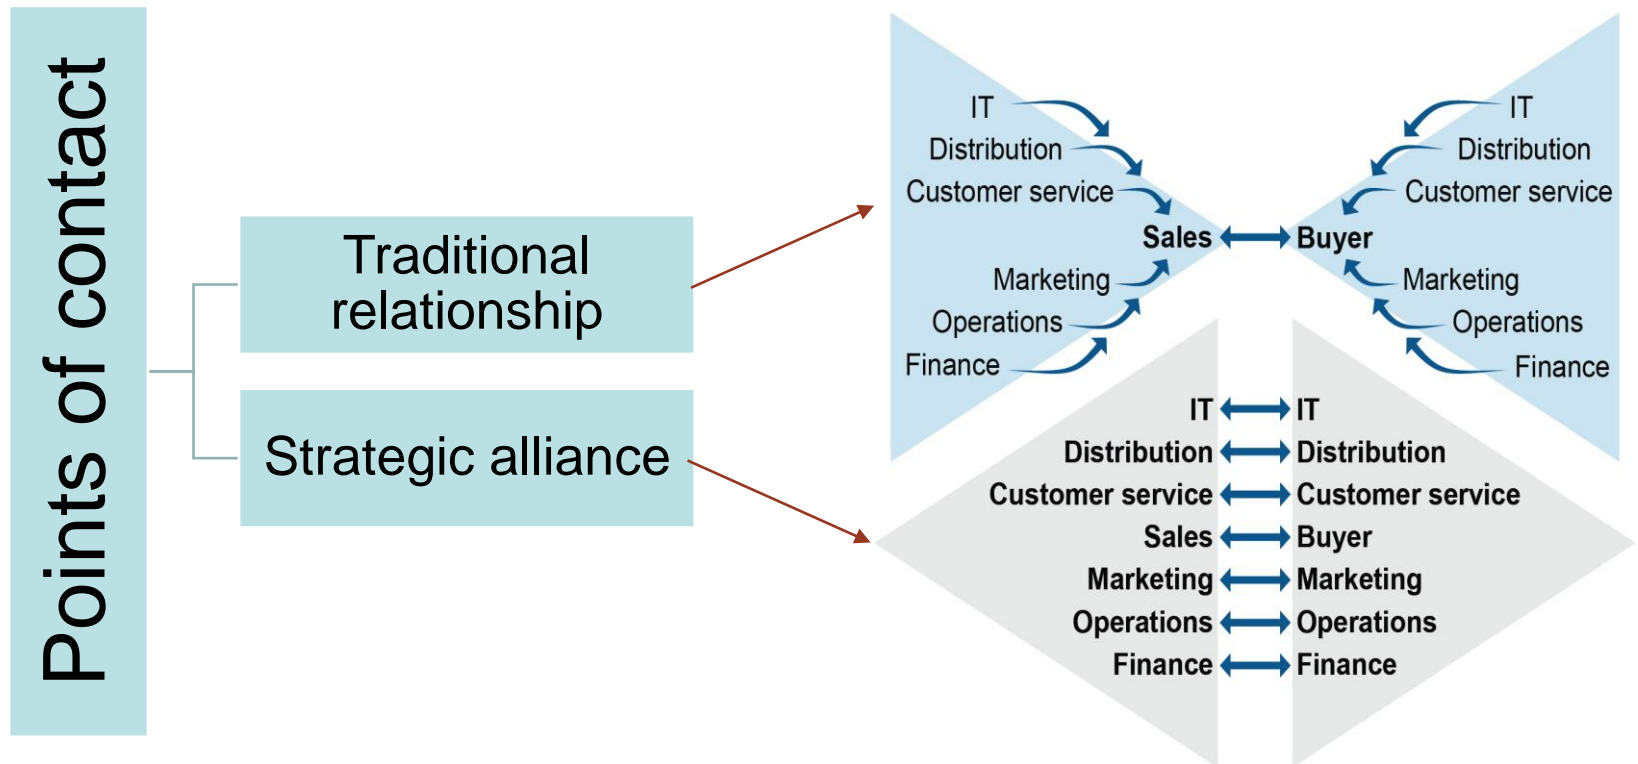 Points of contact
Traditional
relationship
Strategic alliance
IT
Distribution
Customer service
Sales
Marketing
Operations
Finance
IT
Distribution
Customer service
Buyer
Marketing
Operations
Finance
IT IT
Distribution Distribution
Customer service Customer service
Sales Buyer
Marketing Marketing
Operations Operations
Finance Finance